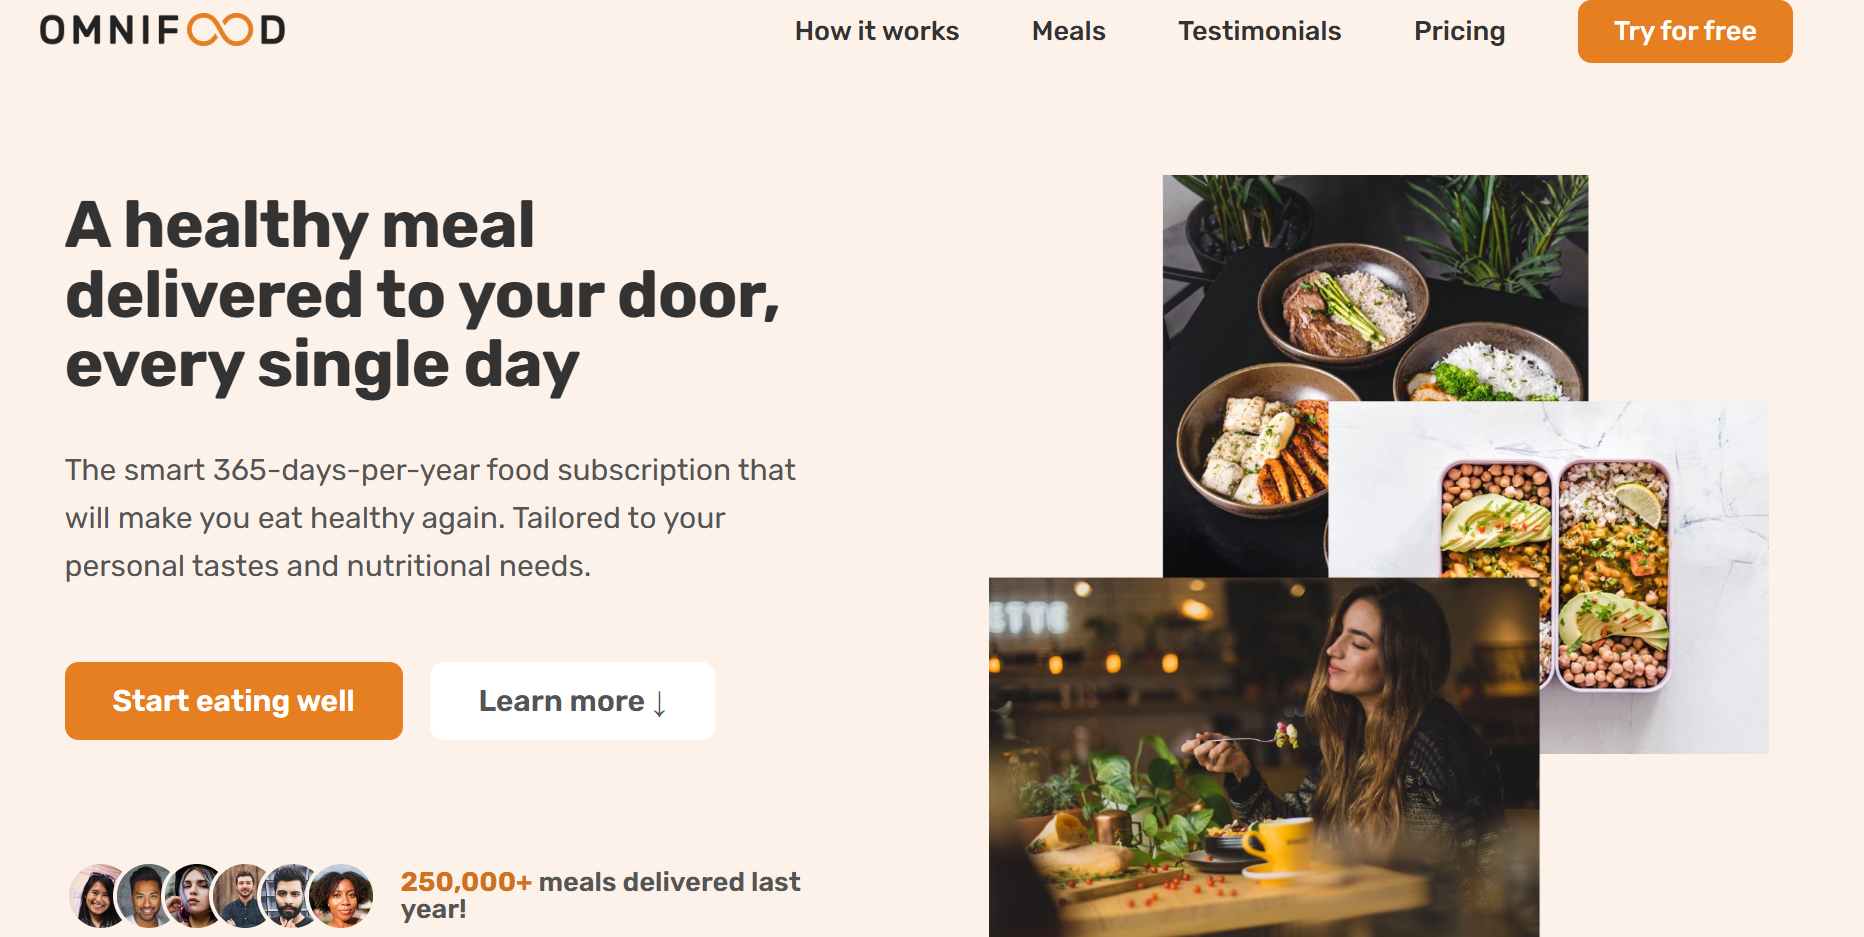 OMNIFOOD
How it works
Meals
Testimonials
Pricing
Try for free
A healthy meal
delivered to your door,
every single day
The smart 365-days-per-year food subscription that
will make you eat healthy again. Tailored to your
personal tastes and nutritional needs.
Start eating well
Learn more ↓
ETTE
250,000+ meals delivered last
year!